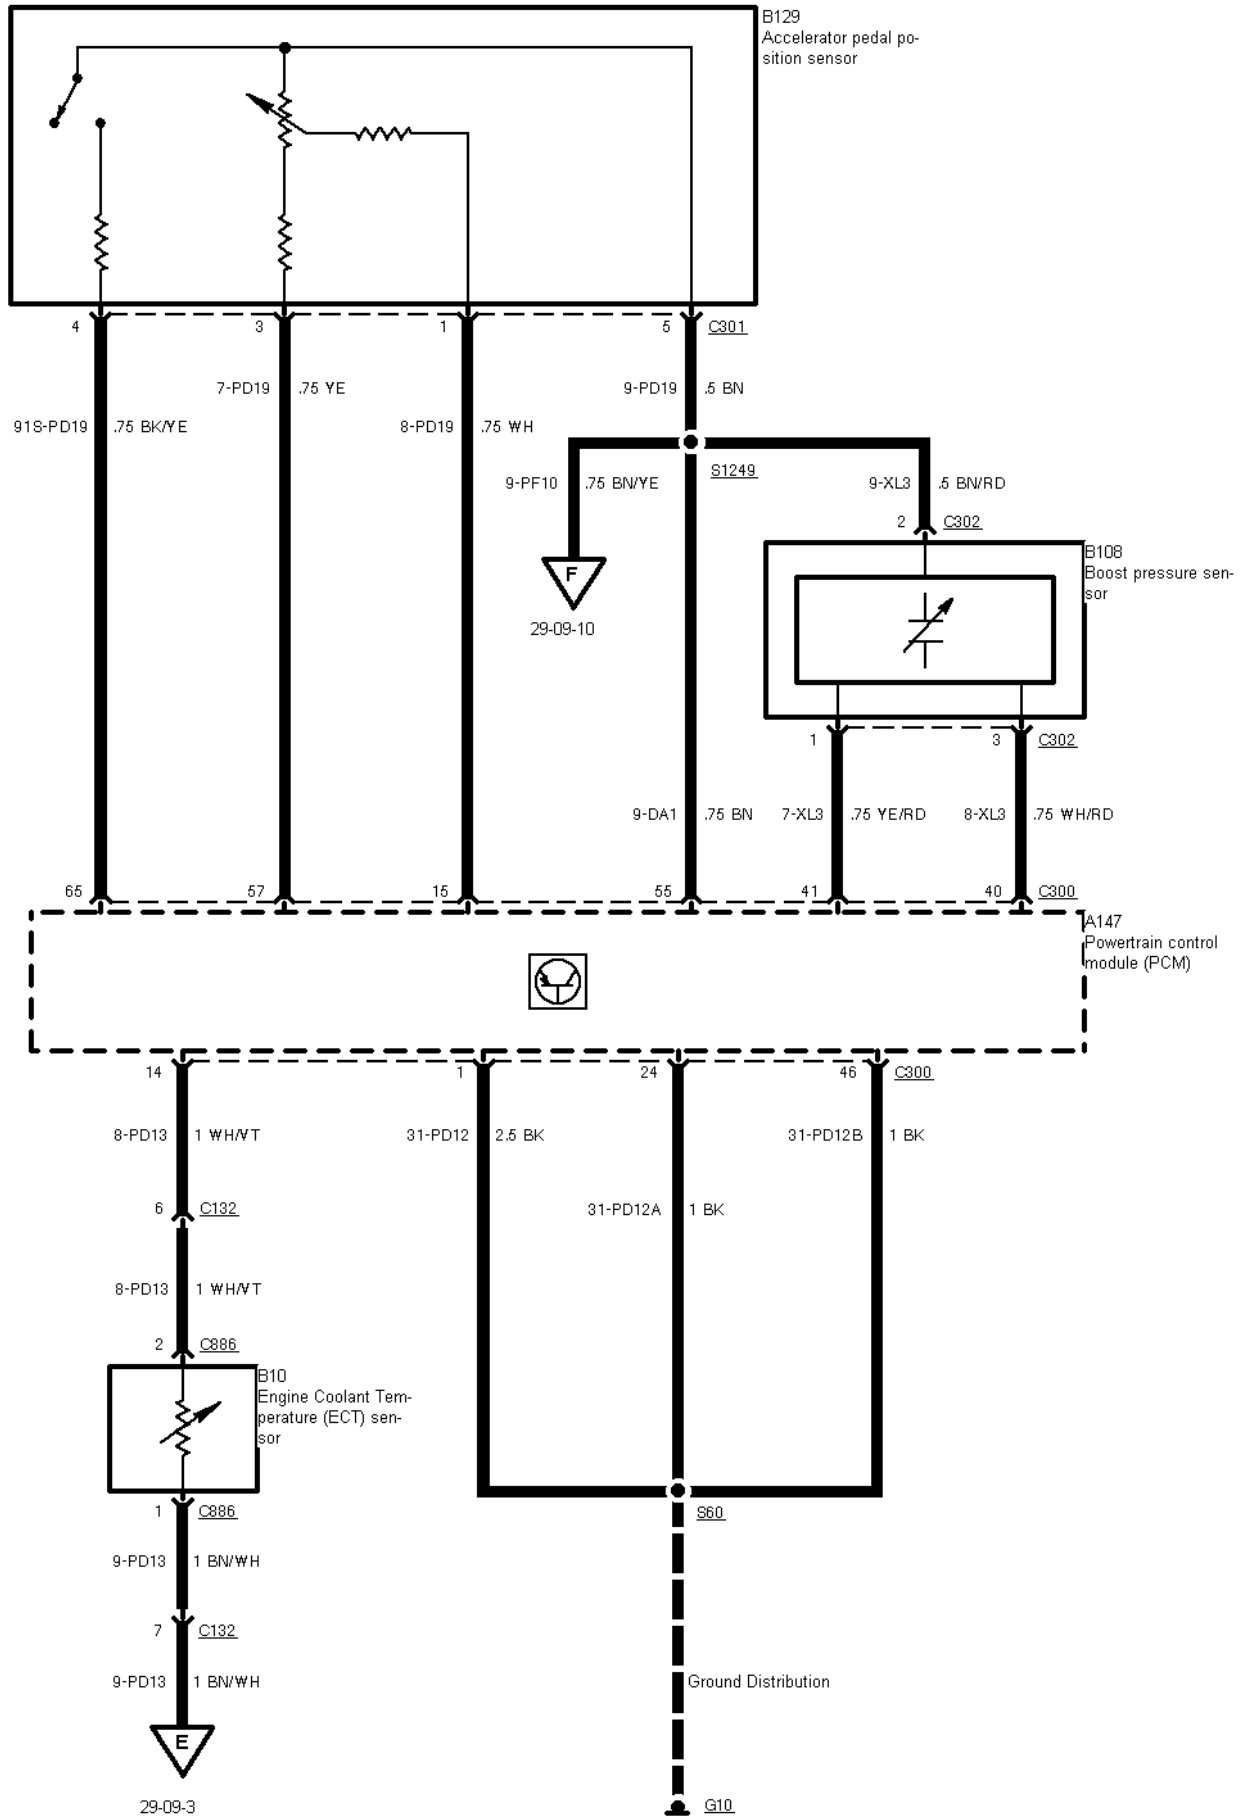 B129
Accelerator pedal po-
sition sensor
4
3
1
5
C301
7-PD19
.75 YE
9-PD19
.5 BN
91S-PD19
.75 BK/YE
8-PD19
.75 WH
S1249
9-PF10
.75 BN/YE
9-XL3
.5 BN/RD
2
C302
B108
Boost pressure sen-
sor
F
29-09-10
1
3
C302
9-DA1
.75 BN
7-XL3
.75 YE/RD
8-XL3
.75 WH/RD
65
57
15
55
41
40
C300
A147
Powertrain control
module (PCM)
14
1
24
46
C300
8-PD13
1 WH/VT
31-PD12
2.5 BK
31-PD12B
1 BK
6
C132
31-PD12A
1 BK
8-PD13
1 WH/VT
2
C886
B10
Engine Coolant Tem-
perature (ECT) sen-
sor
1
C886
S60
9-PD13
1 BN/WH
7
C132
9-PD13
1 BN/WH
Ground Distribution
E
29-09-3
G10